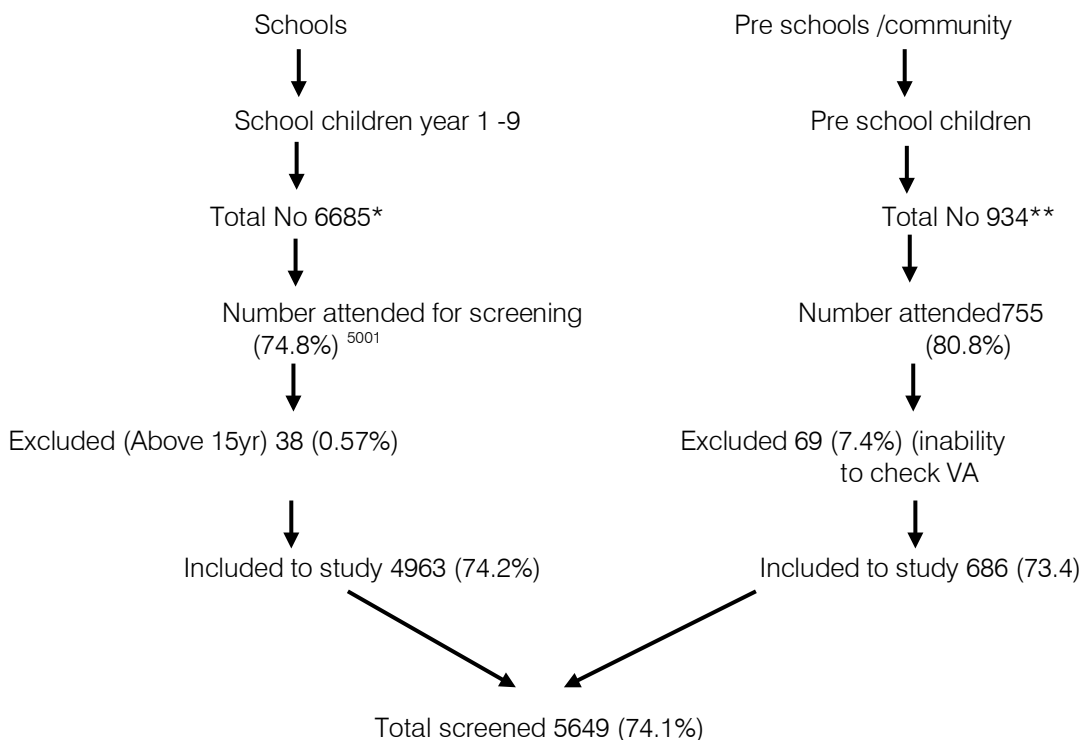 Schools
Pre schools /community
School children year 1 -9
Pre school children
Total No 6685*
Total No 934**
Number attended for screening
(74.8%) 5001
Number attended755
(80.8%)
Excluded (Above 15yr) 38 (0.57%)
Excluded 69 (7.4%) (inability
to check VA
Included to study 4963 (74.2%)
Included to study 686 (73.4)
Total screened 5649 (74.1%)